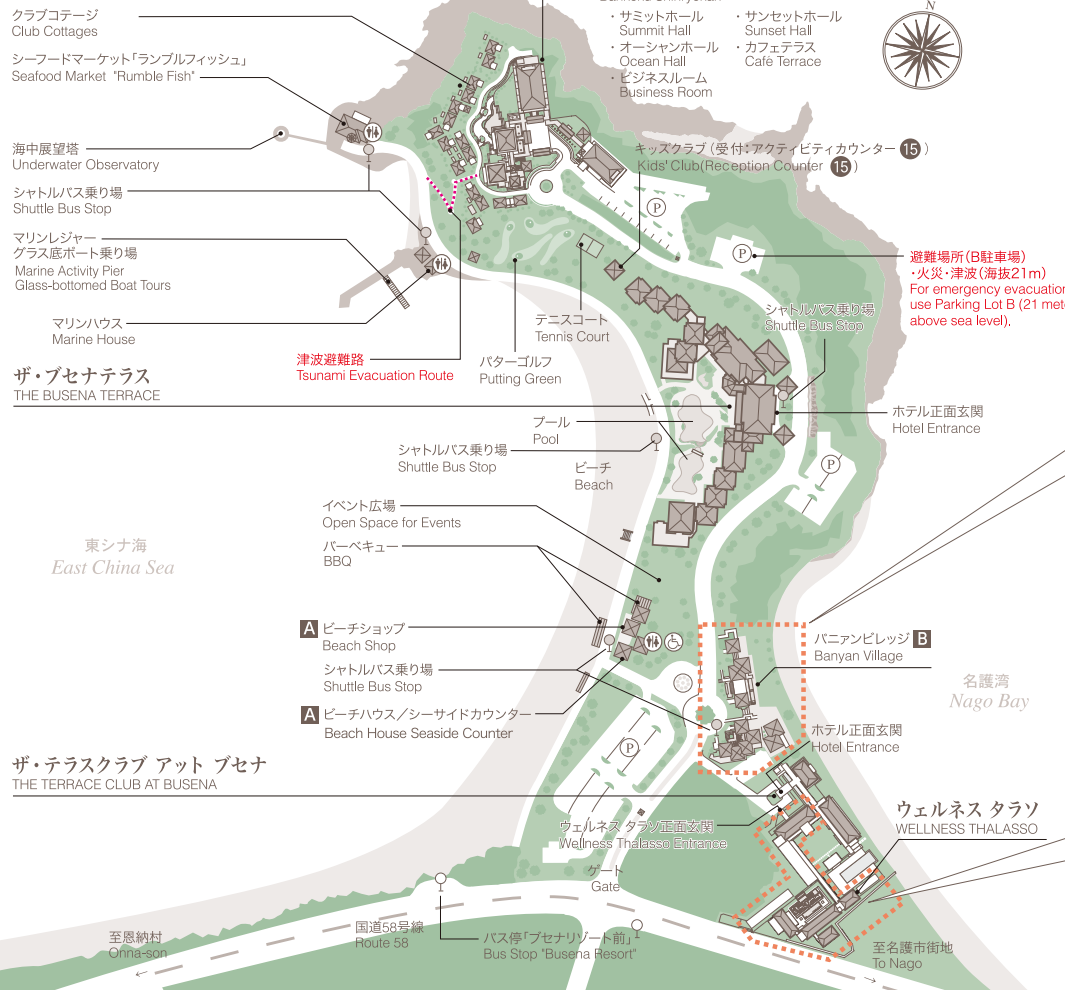 クラブコテージ
Club Cottages
シーフードマーケット「ランブルフィッシュ」
Seafood Market "Rumble Fish"
海中展望塔
Underwater Observatory
シャトルバス乗り場
Shuttle Bus Stop
マリンレジャー
グラス底ボート乗り場
Marine Activity Pier
Glass-bottomed Boat Tours
マリンハウス
Marine House
・サミットホール
Summit Hall
・オーシャンホール
Ocean Hall
・ビジネスルーム
Business Room
・サンセットホール
Sunset Hall
・カフェテラス
Café Terrace
N
キッズクラブ(受付:アクティビティカウンター 15 )
Kids' Club(Reception Counter 15 )
P
P
避難場所(B駐車場)
・火災・津波(海抜21m)
For emergency evacuation
use Parking Lot B (21 mete
above sea level).
シャトルバス乗り場
Shuttle Bus Stop
テニスコート
Tennis Court
パターゴルフ
Putting Green
津波避難路
Tsunami Evacuation Route
ザ・ブセナテラス
THE BUSENA TERRACE
ホテル正面玄関
Hotel Entrance
プール
Pool
シャトルバス乗り場
Shuttle Bus Stop
ビーチ
Beach
P
イベント広場
Open Space for Events
バーベキュー
BBQ
東シナ海
East China Sea
A ビーチショップ
Beach Shop
シャトルバス乗り場
Shuttle Bus Stop
A ビーチハウス/シーサイドカウンター
Beach House Seaside Counter
バニアンビレッジ B
Banyan Village
名護湾
Nago Bay
P
ホテル正面玄関
Hotel Entrance
ザ・テラスクラブ アット ブセナ
THE TERRACE CLUB AT BUSENA
ウェルネス タラソ
WELLNESS THALASSO
ウェルネス タラソ正面玄関
Wellness Thalasso Entrance
ゲート
Gate
至恩納村
Onna-son
国道58号線
Route 58
バス停「ブセナリゾート前」
Bus Stop "Busena Resort"
至名護市街地
To Nago